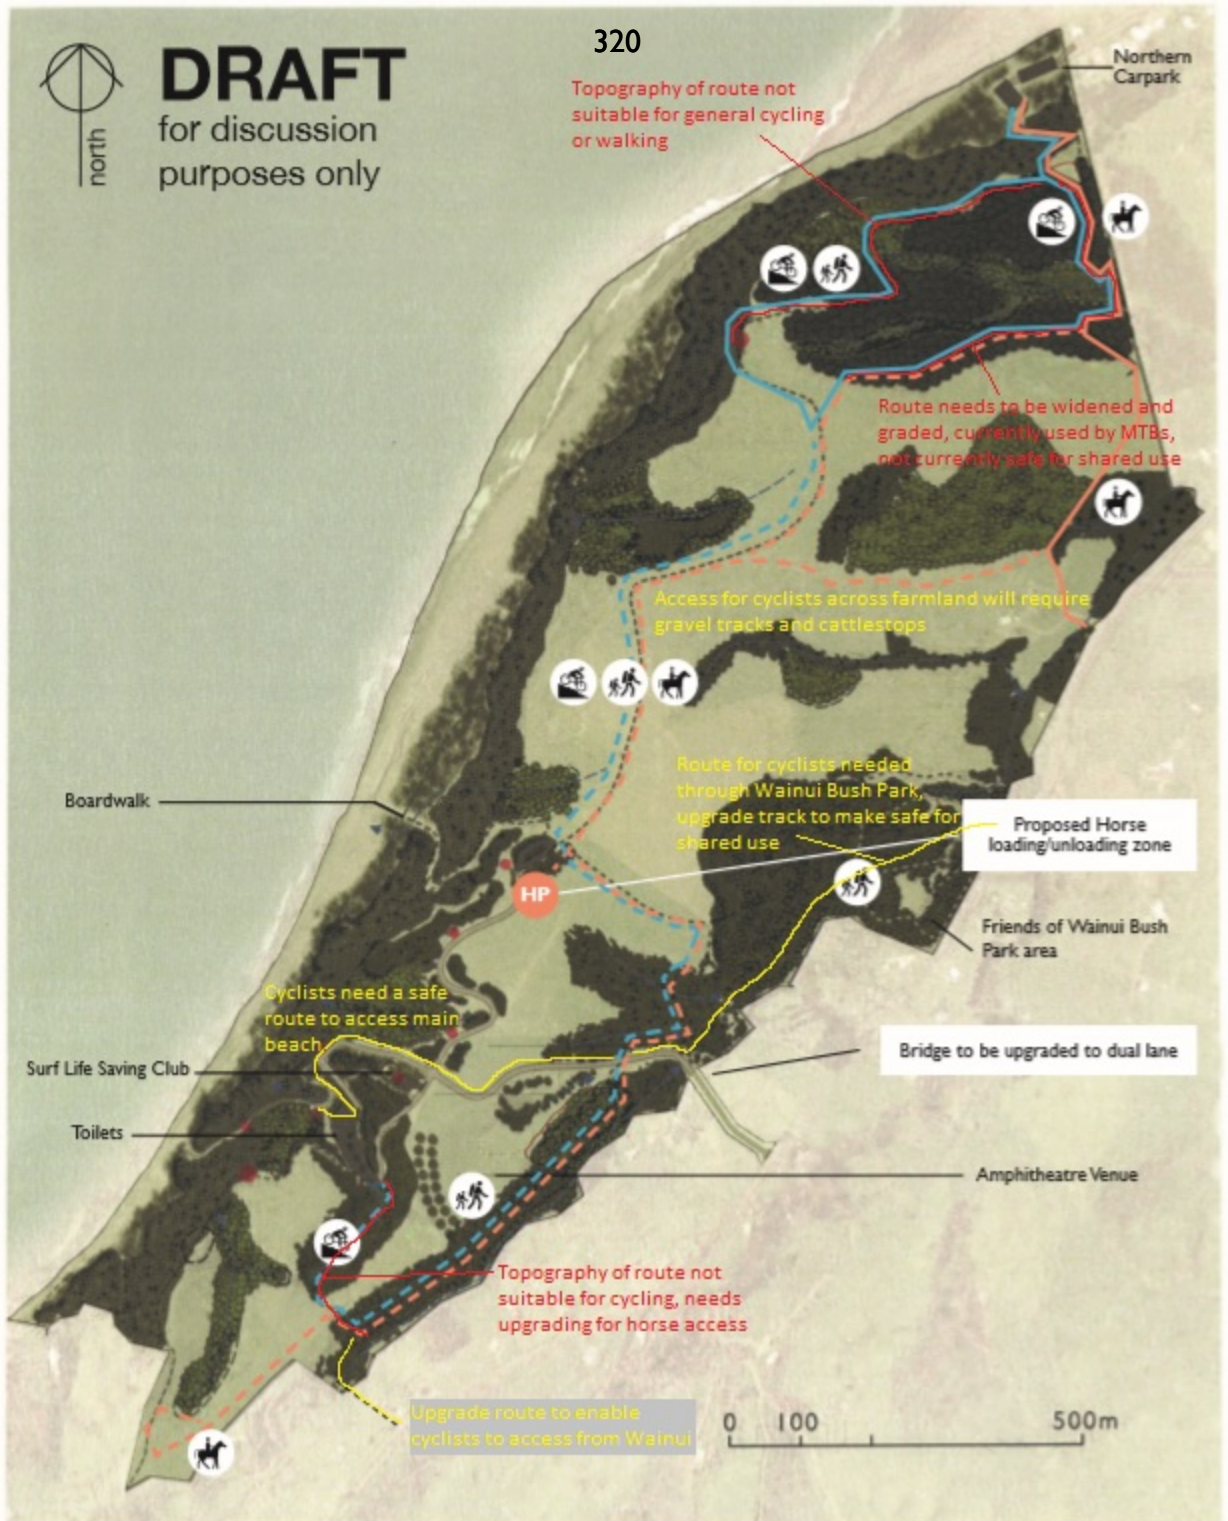 320
DRAFT
for discussion
purposes only
north
Northern
Carpark
Topography of route not
suitable for general cycling
or walking
Route needs to be widened and
graded, currently used by MTBs,
not currently safe for shared use
Access for cyclists across farmland will require
gravel tracks and cattlestops
Route for cyclists needed
through Wainui Bush Park,
upgrade track to make safe for
shared use
Boardwalk
Proposed Horse
loading/unloading zone
HP
Friends of Wainui Bush
Park area
Cyclists need a safe
route to access main
beach
Surf Life Saving Club
Bridge to be upgraded to dual lane
Toilets
Amphitheatre Venue
Topography of route not
suitable for cycling, needs
upgrading for horse access
Upgrade route to enable
cyclists to access from Wainui
0 100 500m